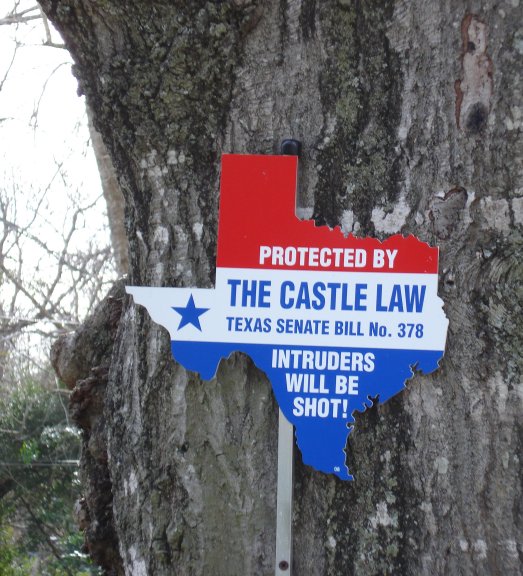 PROTECTED BY
THE CASTLE LAW
TEXAS SENATE BILL No. 378
INTRUDERS
WILL BE
SHOT!